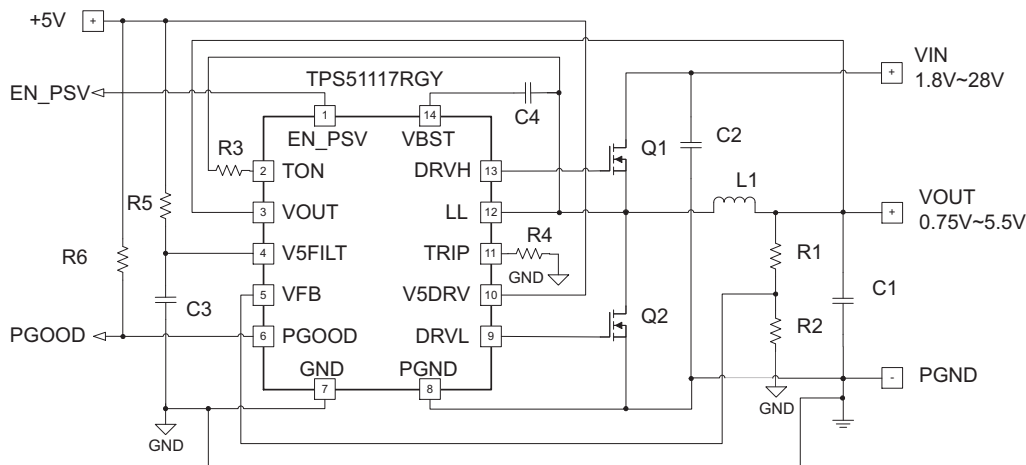 +5V
+
TPS51117RGY
VIN
1.8V~28V
+
EN_PSV
C4
1
14
EN_PSV
VBST
C2
R3
2
TON
DRVH
13
Q1
L1
R5
3
VOUT
LL
12
VOUT
0.75V~5.5V
+
R4
R6
4
V5FILT
TRIP
11
GND
R1
C3
5
VFB
V5DRV
10
C1
Q2
R2
PGOOD
6
PGOOD
DRVL
9
GND
PGND
7
8
-
PGND
GND
GND